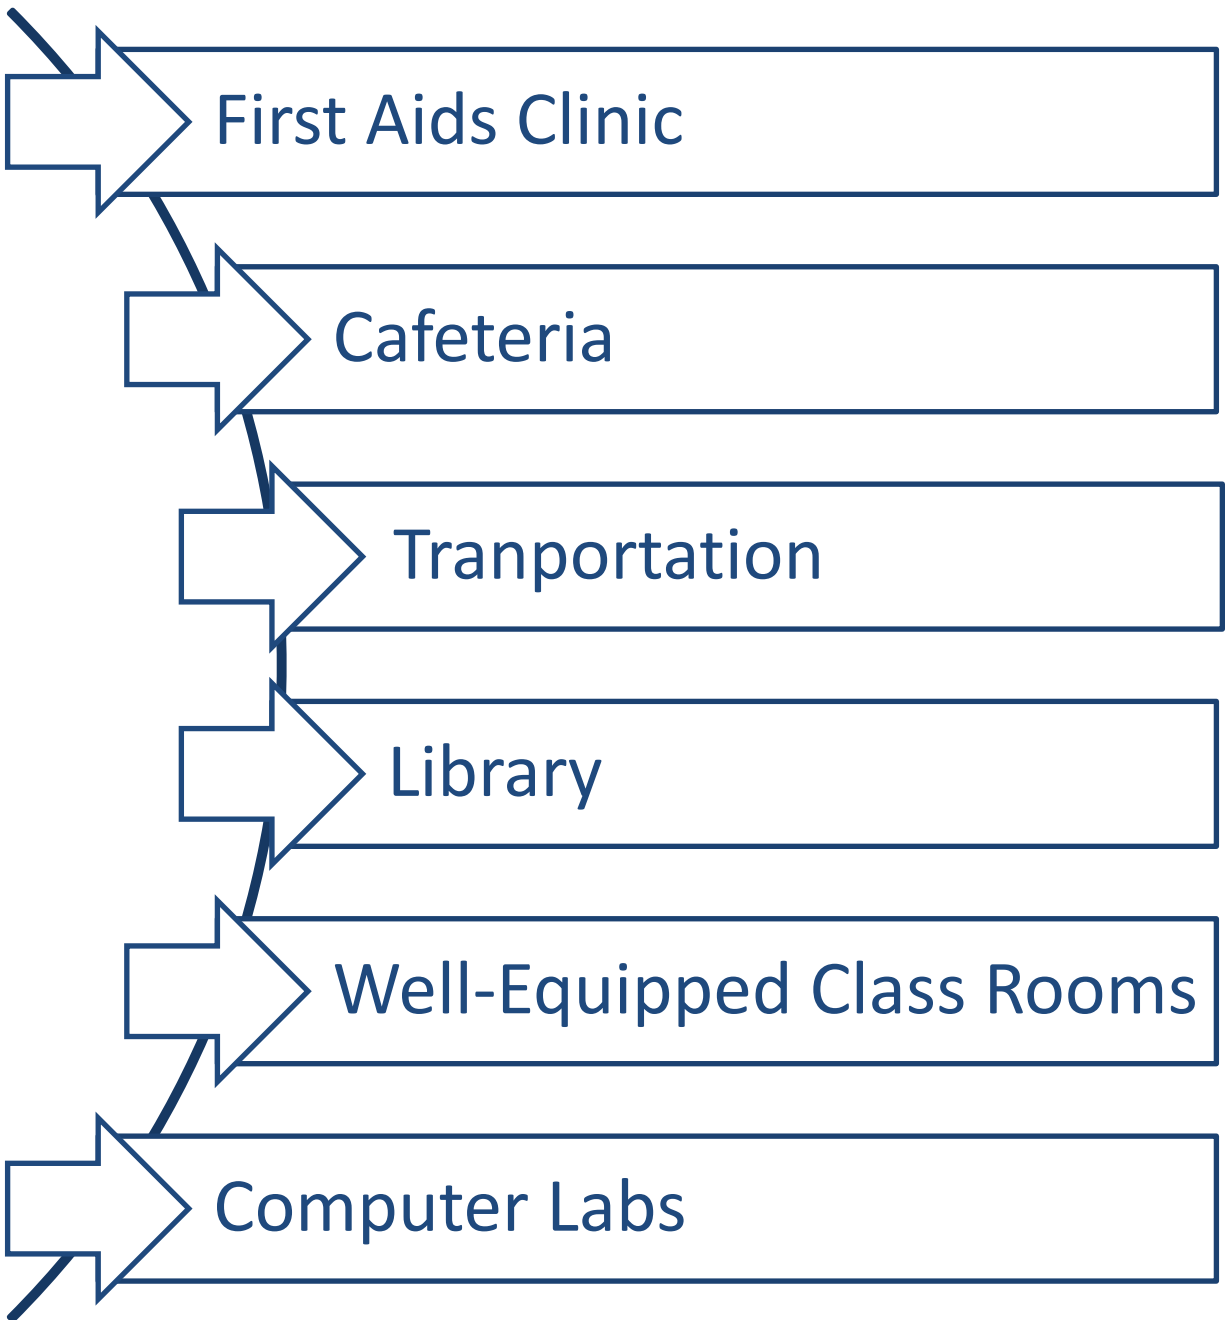 First Aids Clinic
Cafeteria
Tranportation
Library
Well-Equipped Class Rooms
Computer Labs